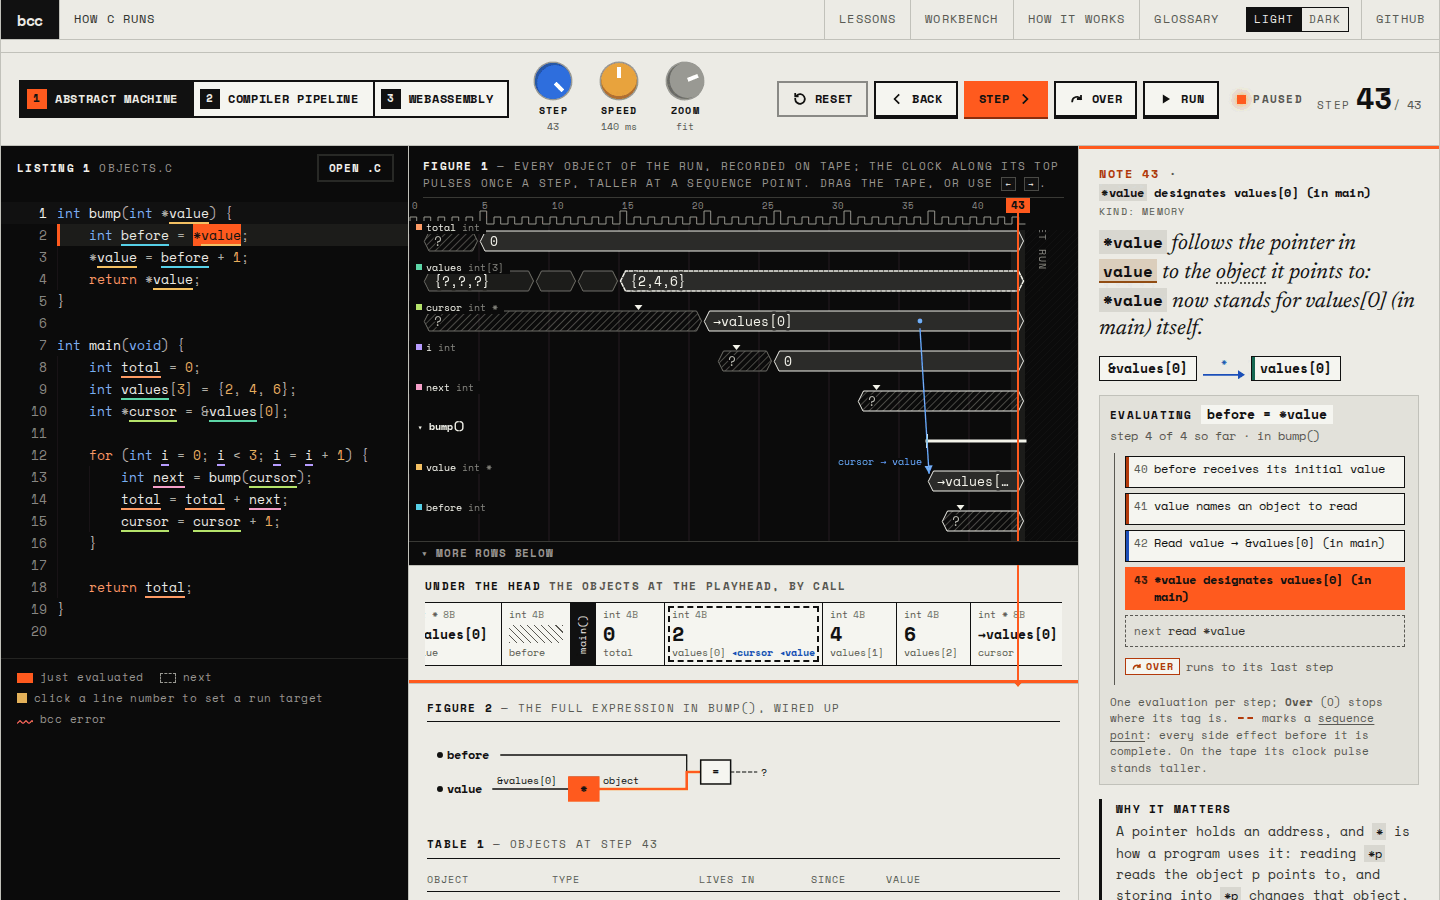 bcc HOW C RUNS LESSONS WORKBENCH HOW IT WORKS GLOSSARY LIGHT DARK GITHUB
1 ABSTRACT MACHINE 2 COMPILER PIPELINE 3 WEBASSEMBLY
STEP
43
SPEED
140 ms
ZOOM
fit
RESET BACK STEP OVER RUN PAUSED STEP 43 / 43
LISTING 1 OBJECTS.C OPEN .C
1 int bump(int *value) {
2 int before = *value;
3 *value = before + 1;
4 return *value;
5 }
6
7 int main(void) {
8 int total = 0;
9 int values[3] = {2, 4, 6};
10 int *cursor = &values[0];
11
12 for (int i = 0; i < 3; i = i + 1) {
13 int next = bump(cursor);
14 total = total + next;
15 cursor = cursor + 1;
16 }
17
18 return total;
19 }
20
just evaluated next
click a line number to set a run target
bcc error
FIGURE 1 — EVERY OBJECT OF THE RUN, RECORDED ON TAPE; THE CLOCK ALONG ITS TOP
PULSES ONCE A STEP, TALLER AT A SEQUENCE POINT. DRAG THE TAPE, OR USE ← →.
0 5 10 15 20 25 30 35 40 43
total int
? 0
values int[3]
{?,?,?} {2,4,6}
cursor int *
? →values[0]
i int
? 0
next int
?
▾ bump()
cursor → value
value int *
→values[…
before int
?
▾ MORE ROWS BELOW
UNDER THE HEAD THE OBJECTS AT THE PLAYHEAD, BY CALL
* 8B
alues[0]
ue
int 4B
before
main()
int 4B
0
total
int 4B
2
values[0] ◂cursor ◂value
int 4B
4
values[1]
int 4B
6
values[2]
int * 8B
→values[0]
cursor
FIGURE 2 — THE FULL EXPRESSION IN BUMP(), WIRED UP
before
value &values[0] * object = ?
TABLE 1 — OBJECTS AT STEP 43
OBJECT TYPE LIVES IN SINCE VALUE
NOTE 43 ·
*value designates values[0] (in main)
KIND: MEMORY
*value follows the pointer in
value to the object it points to:
*value now stands for values[0] (in
main) itself.
&values[0] * values[0]
EVALUATING before = *value
step 4 of 4 so far · in bump()
40 before receives its initial value
41 value names an object to read
42 Read value → &values[0] (in main)
43 *value designates values[0] (in
main)
next read *value
OVER runs to its last step
One evaluation per step; Over (O) stops
where its tag is. -- marks a sequence
point: every side effect before it is
complete. On the tape its clock pulse
stands taller.
WHY IT MATTERS
A pointer holds an address, and * is
how a program uses it: reading *p
reads the object p points to, and
storing into *p changes that object.